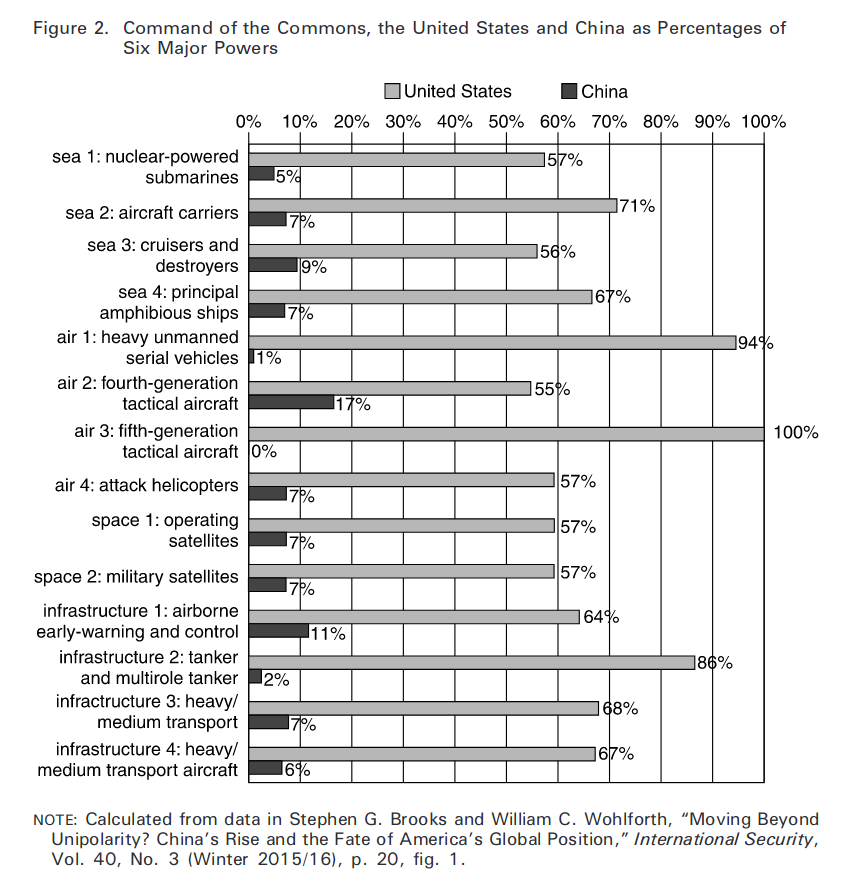 Figure 2. Command of the Commons, the United States and China as Percentages of
Six Major Powers
United States China
0% 10% 20% 30% 40% 50% 60% 70% 80% 90% 100%
sea 1: nuclear-powered
submarines
57%
5%
sea 2: aircraft carriers
71%
7%
sea 3: cruisers and
destroyers
56%
9%
sea 4: principal
amphibious ships
67%
7%
air 1: heavy unmanned
serial vehicles
94%
1%
air 2: fourth-generation
tactical aircraft
55%
17%
air 3: fifth-generation
tactical aircraft
100%
0%
air 4: attack helicopters
57%
7%
space 1: operating
satellites
57%
7%
space 2: military satellites
57%
7%
infrastructure 1: airborne
early-warning and control
64%
11%
infrastructure 2: tanker
and multirole tanker
86%
2%
infractructure 3: heavy/
medium transport
68%
7%
infrastructure 4: heavy/
medium transport aircraft
67%
6%
NOTE: Calculated from data in Stephen G. Brooks and William C. Wohlforth, “Moving Beyond
Unipolarity? China’s Rise and the Fate of America’s Global Position,” International Security,
Vol. 40, No. 3 (Winter 2015/16), p. 20, fig. 1.